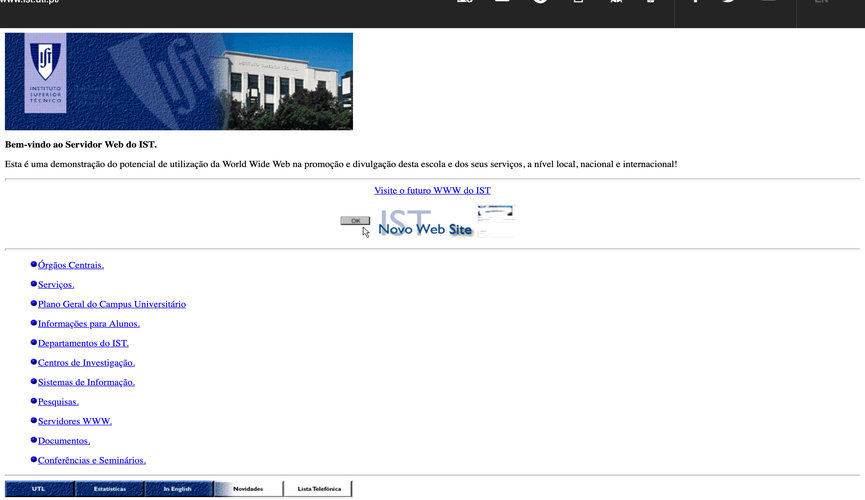 www.ist.utl.pt/
EN
INSTITUTO
SUPERIOR
TÉCNICO
Bem-vindo ao Servidor Web do IST.
Esta é uma demonstração do potencial de utilização da World Wide Web na promoção e divulgação desta escola e dos seus serviços, a nível local, nacional e internacional!
Visite o futuro WWW do IST
OK
IST
Novo Web Site
Órgãos Centrais.
Serviços.
Plano Geral do Campus Universitário
Informações para Alunos.
Departamentos do IST.
Centros de Investigação.
Sistemas de Informação.
Pesquisas.
Servidores WWW.
Documentos.
Conferências e Seminários.
UTL
Estatísticas
In English
Novidades
Lista Telefónica